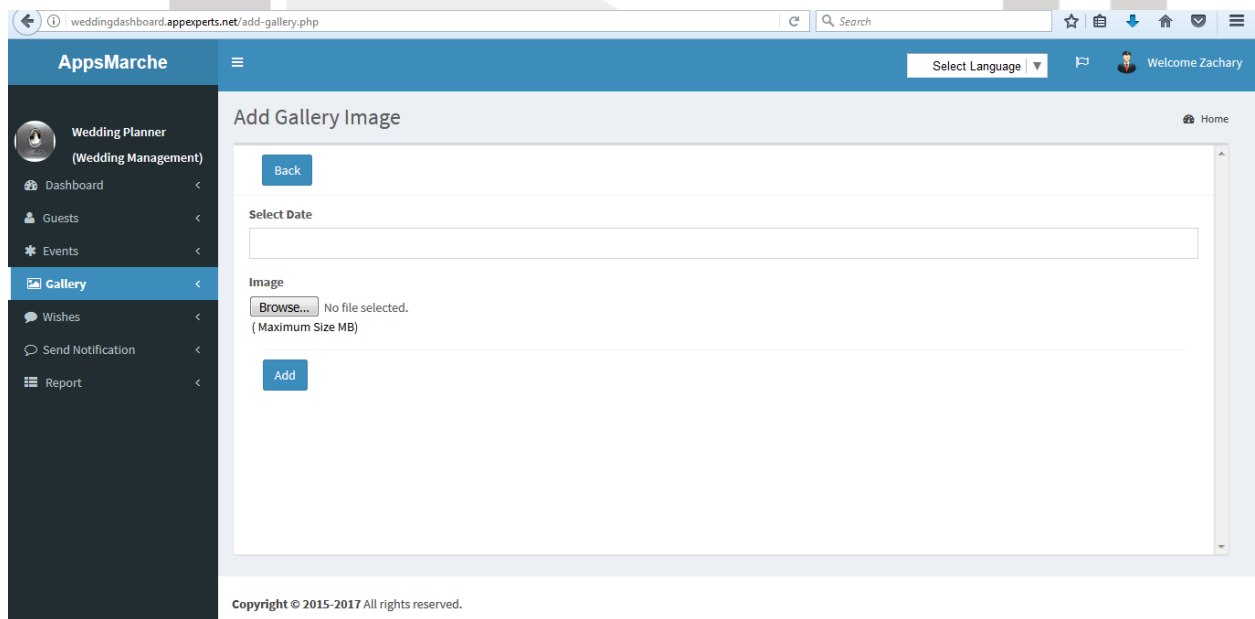 weddingdashboard.appexperts.net/add-gallery.php
Search
AppsMarche
Select Language
Welcome Zachary
Wedding Planner
(Wedding Management)
Dashboard
Guests
Events
Gallery
Wishes
Send Notification
Report
Add Gallery Image
Home
Back
Select Date
Image
Browse... No file selected.
( Maximum Size MB)
Add
Copyright © 2015-2017 All rights reserved.